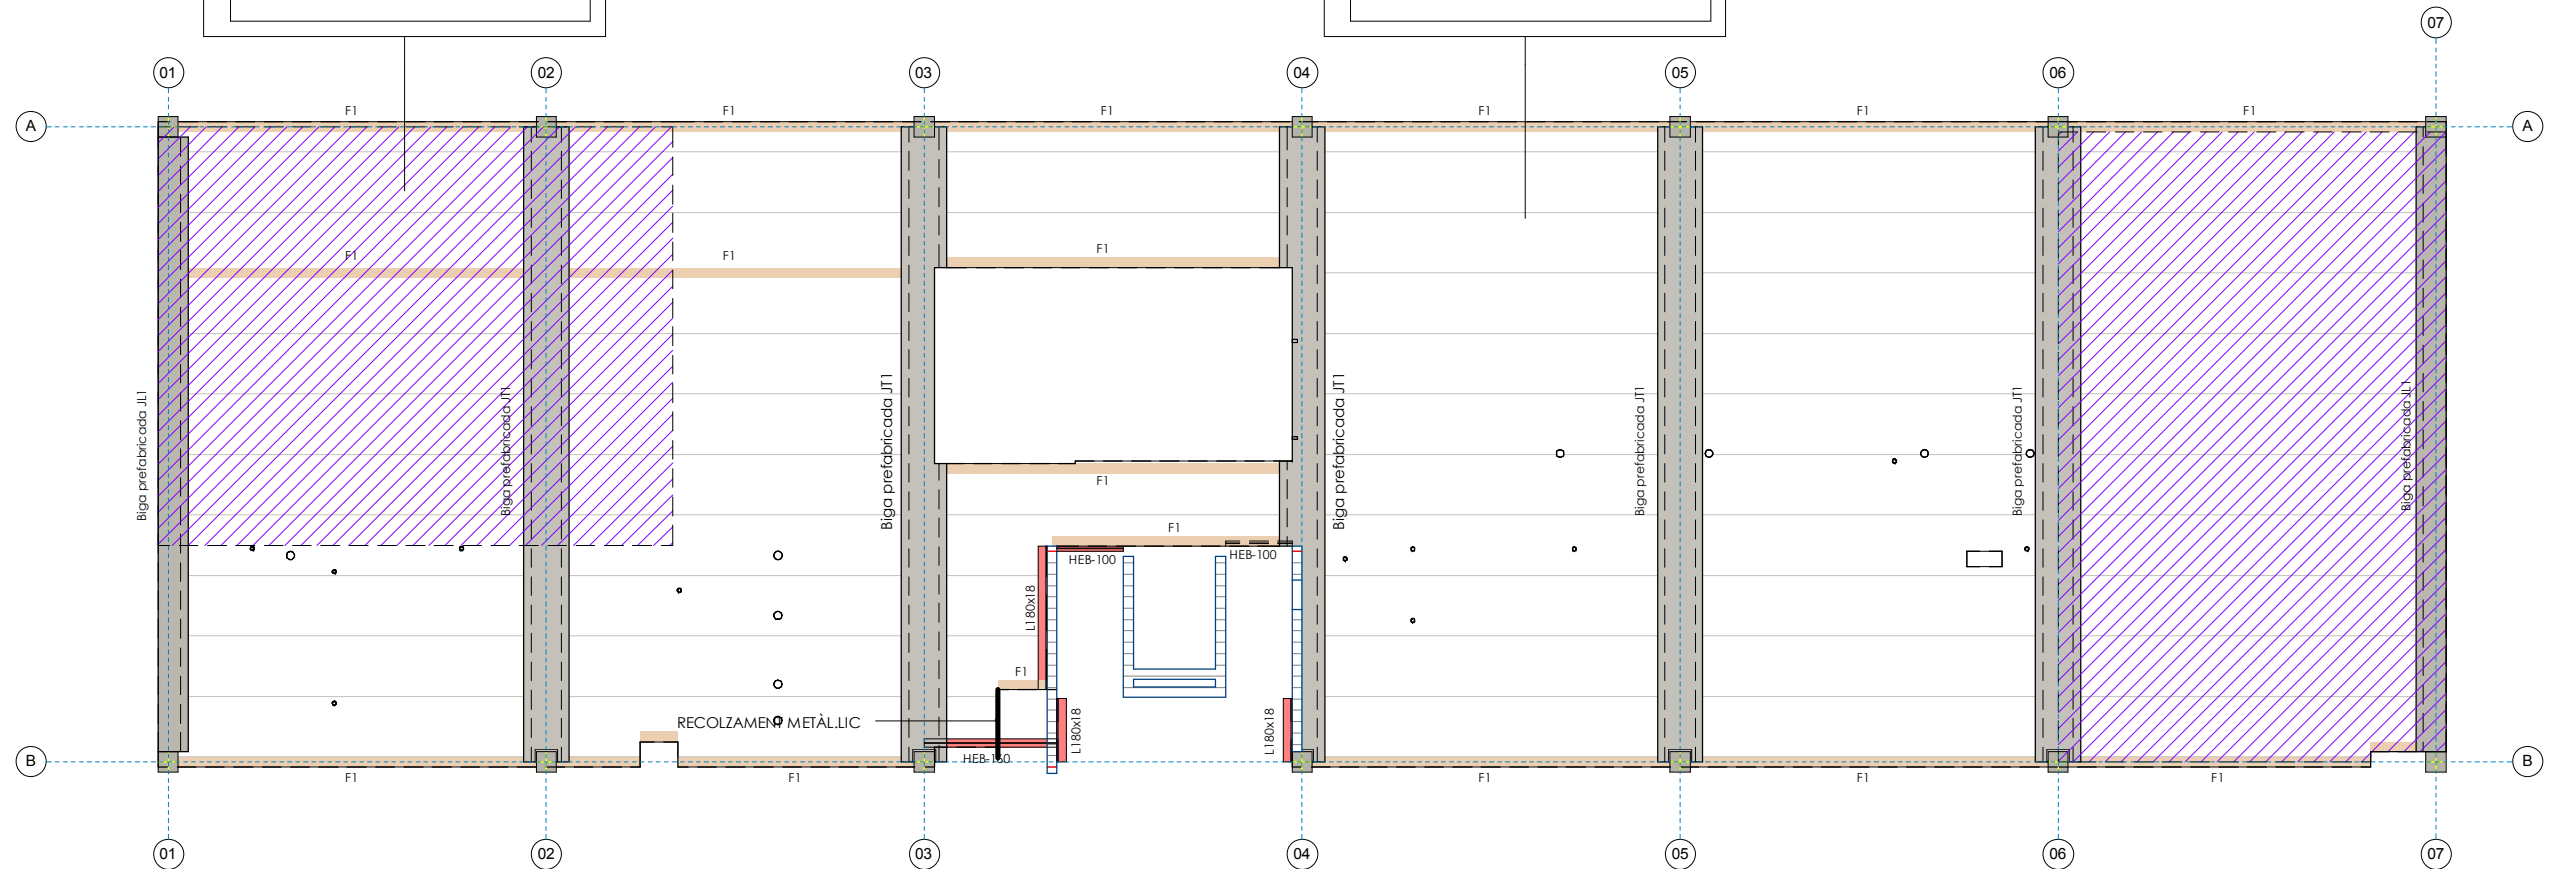 07
01
02
03
04
05
06
F1
F1
F1
F1
F1
F1
A
A
F1
F1
F1
Biga prefabricada JL1
Biga prefabricada JT1
Biga prefabricada JT1
Biga prefabricada JT1
Biga prefabricada JT1
Biga prefabricada JT1
Biga prefabricada JL1
F1
F1
HEB-100
HEB-100
L180x18
F1
RECOLZAMENT METÀL.LIC
L180x18
L180x18
HEB-160
B
B
F1
F1
F1
F1
F1
01
02
03
04
05
06
07